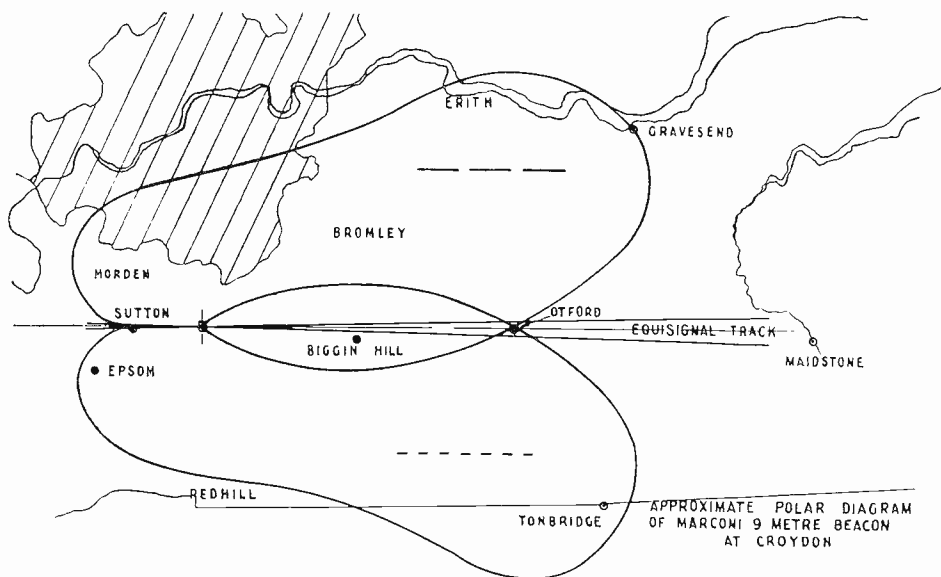 ERITH
GRAVESEND
BROMLEY
MORDEN
SUTTON
OTFORD
EQUISIGNAL TRACK
BIGGIN HILL
MAIDSTONE
EPSOM
REDHILL
TONBRIDGE
APPROXIMATE POLAR DIAGRAM
OF MARCONI 9 METRE BEACON
AT CROYDON